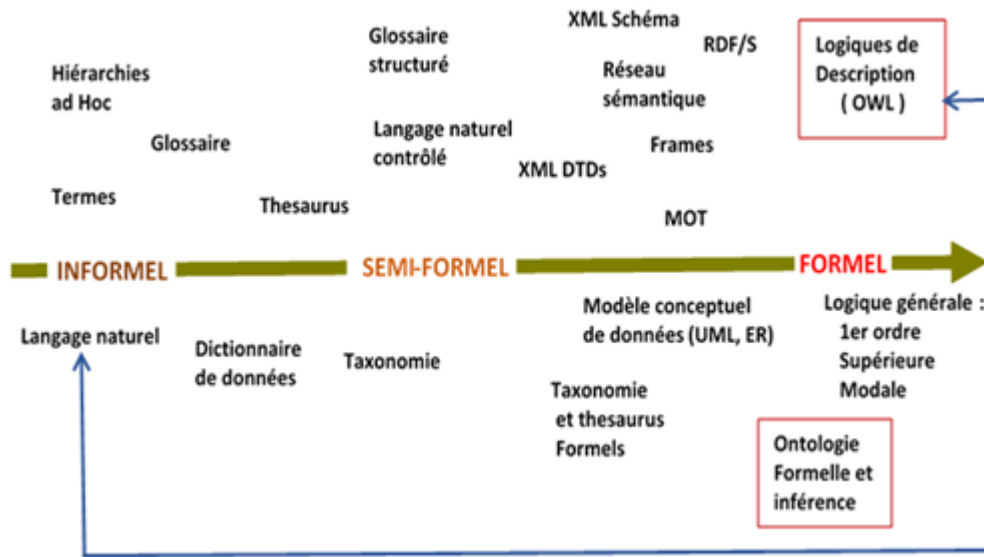 XML Schéma
Glossaire
structuré
RDF/S
Logiques de
Description
( OWL )
Hiérarchies
ad Hoc
Réseau
sémantique
Glossaire
Langage naturel
contrôlé
Frames
XML DTDs
Termes
Thesaurus
MOT
INFORMEL
SEMI-FORMEL
FORMEL
Langage naturel
Dictionnaire
de données
Taxonomie
Modèle conceptuel
de données (UML, ER)
Logique générale :
1er ordre
Supérieure
Modale
Taxonomie
et thesaurus
Formels
Ontologie
Formelle et
inférence